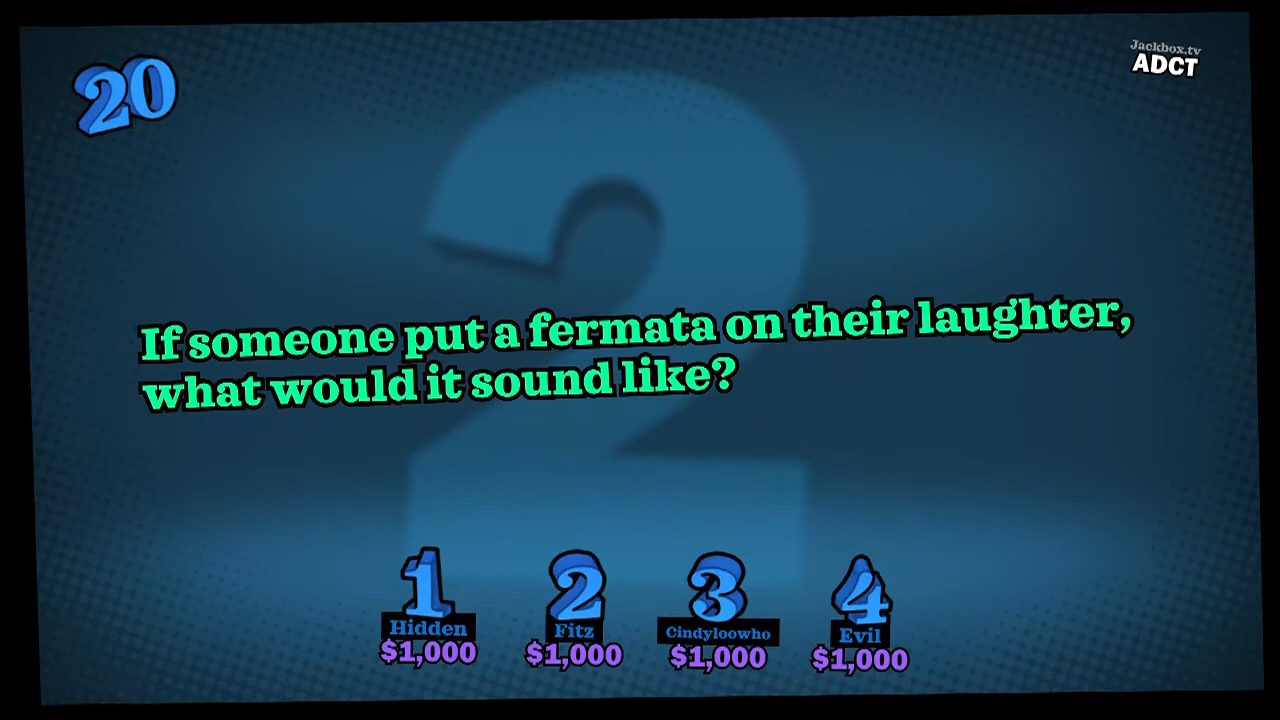 20
Jackbox.tv
ADCT
If someone put a fermata on their laughter,
what would it sound like?
2
1 2 3 4
Hidden Fitz Cindyloowho Evil
$1,000 $1,000 $1,000 $1,000